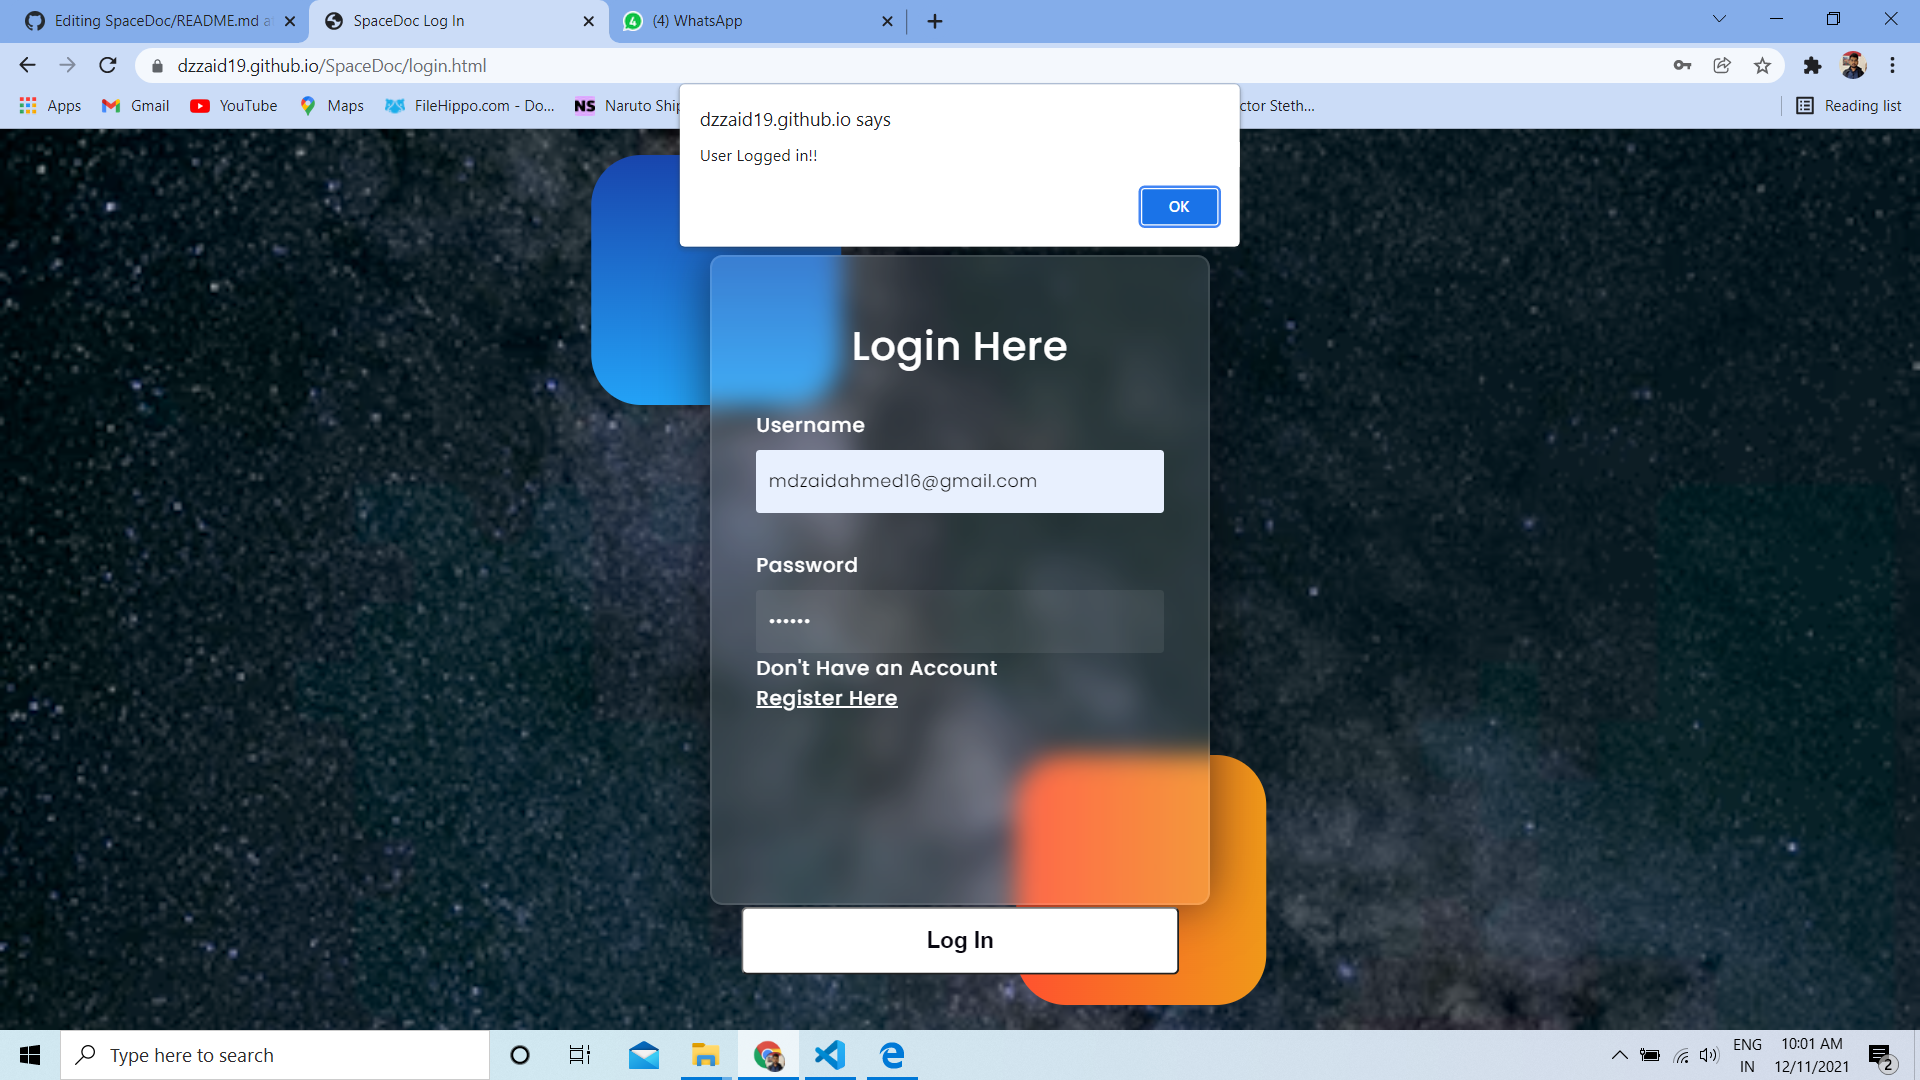 Editing SpaceDoc/README.md a
SpaceDoc Log In
(4) WhatsApp
dzzaid19.github.io/SpaceDoc/login.html
Apps
Gmail
YouTube
Maps
FileHippo.com - Do...
NS Naruto Ship
ctor Steth...
Reading list
dzzaid19.github.io says
User Logged in!!
OK
Login Here
Username
mdzaidahmed16@gmail.com
Password
••••••
Don't Have an Account
Register Here
Log In
Type here to search
ENG
IN
10:01 AM
12/11/2021
2